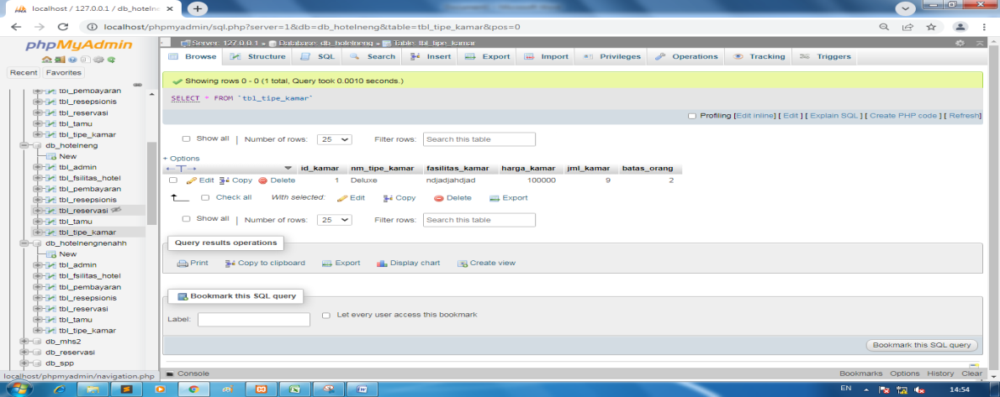 localhost / 127.0.0.1 / db_hotelne
localhost/phpmyadmin/sql.php?server=1&db=db_hotelneng&table=tbl_tipe_kamar&pos=0
phpMyAdmin
Recent Favorites
tbl_pembayaran
tbl_resepsionis
tbl_reservasi
tbl_tamu
tbl_tipe_kamar
db_hotelneng
New
tbl_admin
tbl_fsilitas_hotel
tbl_pembayaran
tbl_resepsionis
tbl_reservasi
tbl_tamu
tbl_tipe_kamar
db_hotelnengnenahh
New
tbl_admin
tbl_fsilitas_hotel
tbl_pembayaran
tbl_resepsionis
tbl_reservasi
tbl_tamu
tbl_tipe_kamar
db_mhs2
db_reservasi
db_spp
localhost/phpmyadmin/navigation.php
Server: 127.0.0.1 » Database: db_hotelneng » Table: tbl_tipe_kamar
Browse Structure SQL Search Insert Export Import Privileges Operations Tracking Triggers
Showing rows 0 - 0 (1 total, Query took 0.0010 seconds.)
SELECT * FROM `tbl_tipe_kamar`
Profiling [Edit inline] [ Edit ] [ Explain SQL ] [ Create PHP code ] [ Refresh]
Show all | Number of rows: 25 Filter rows: Search this table
+ Options
←T→ id_kamar nm_tipe_kamar fasilitas_kamar harga_kamar jml_kamar batas_orang
Edit Copy Delete 1 Deluxe ndjadjahdjad 100000 9 2
Check all With selected: Edit Copy Delete Export
Show all | Number of rows: 25 Filter rows: Search this table
Query results operations
Print Copy to clipboard Export Display chart Create view
Bookmark this SQL query
Label: Let every user access this bookmark
Bookmark this SQL query
Console Bookmarks Options History Clear
EN 14:54